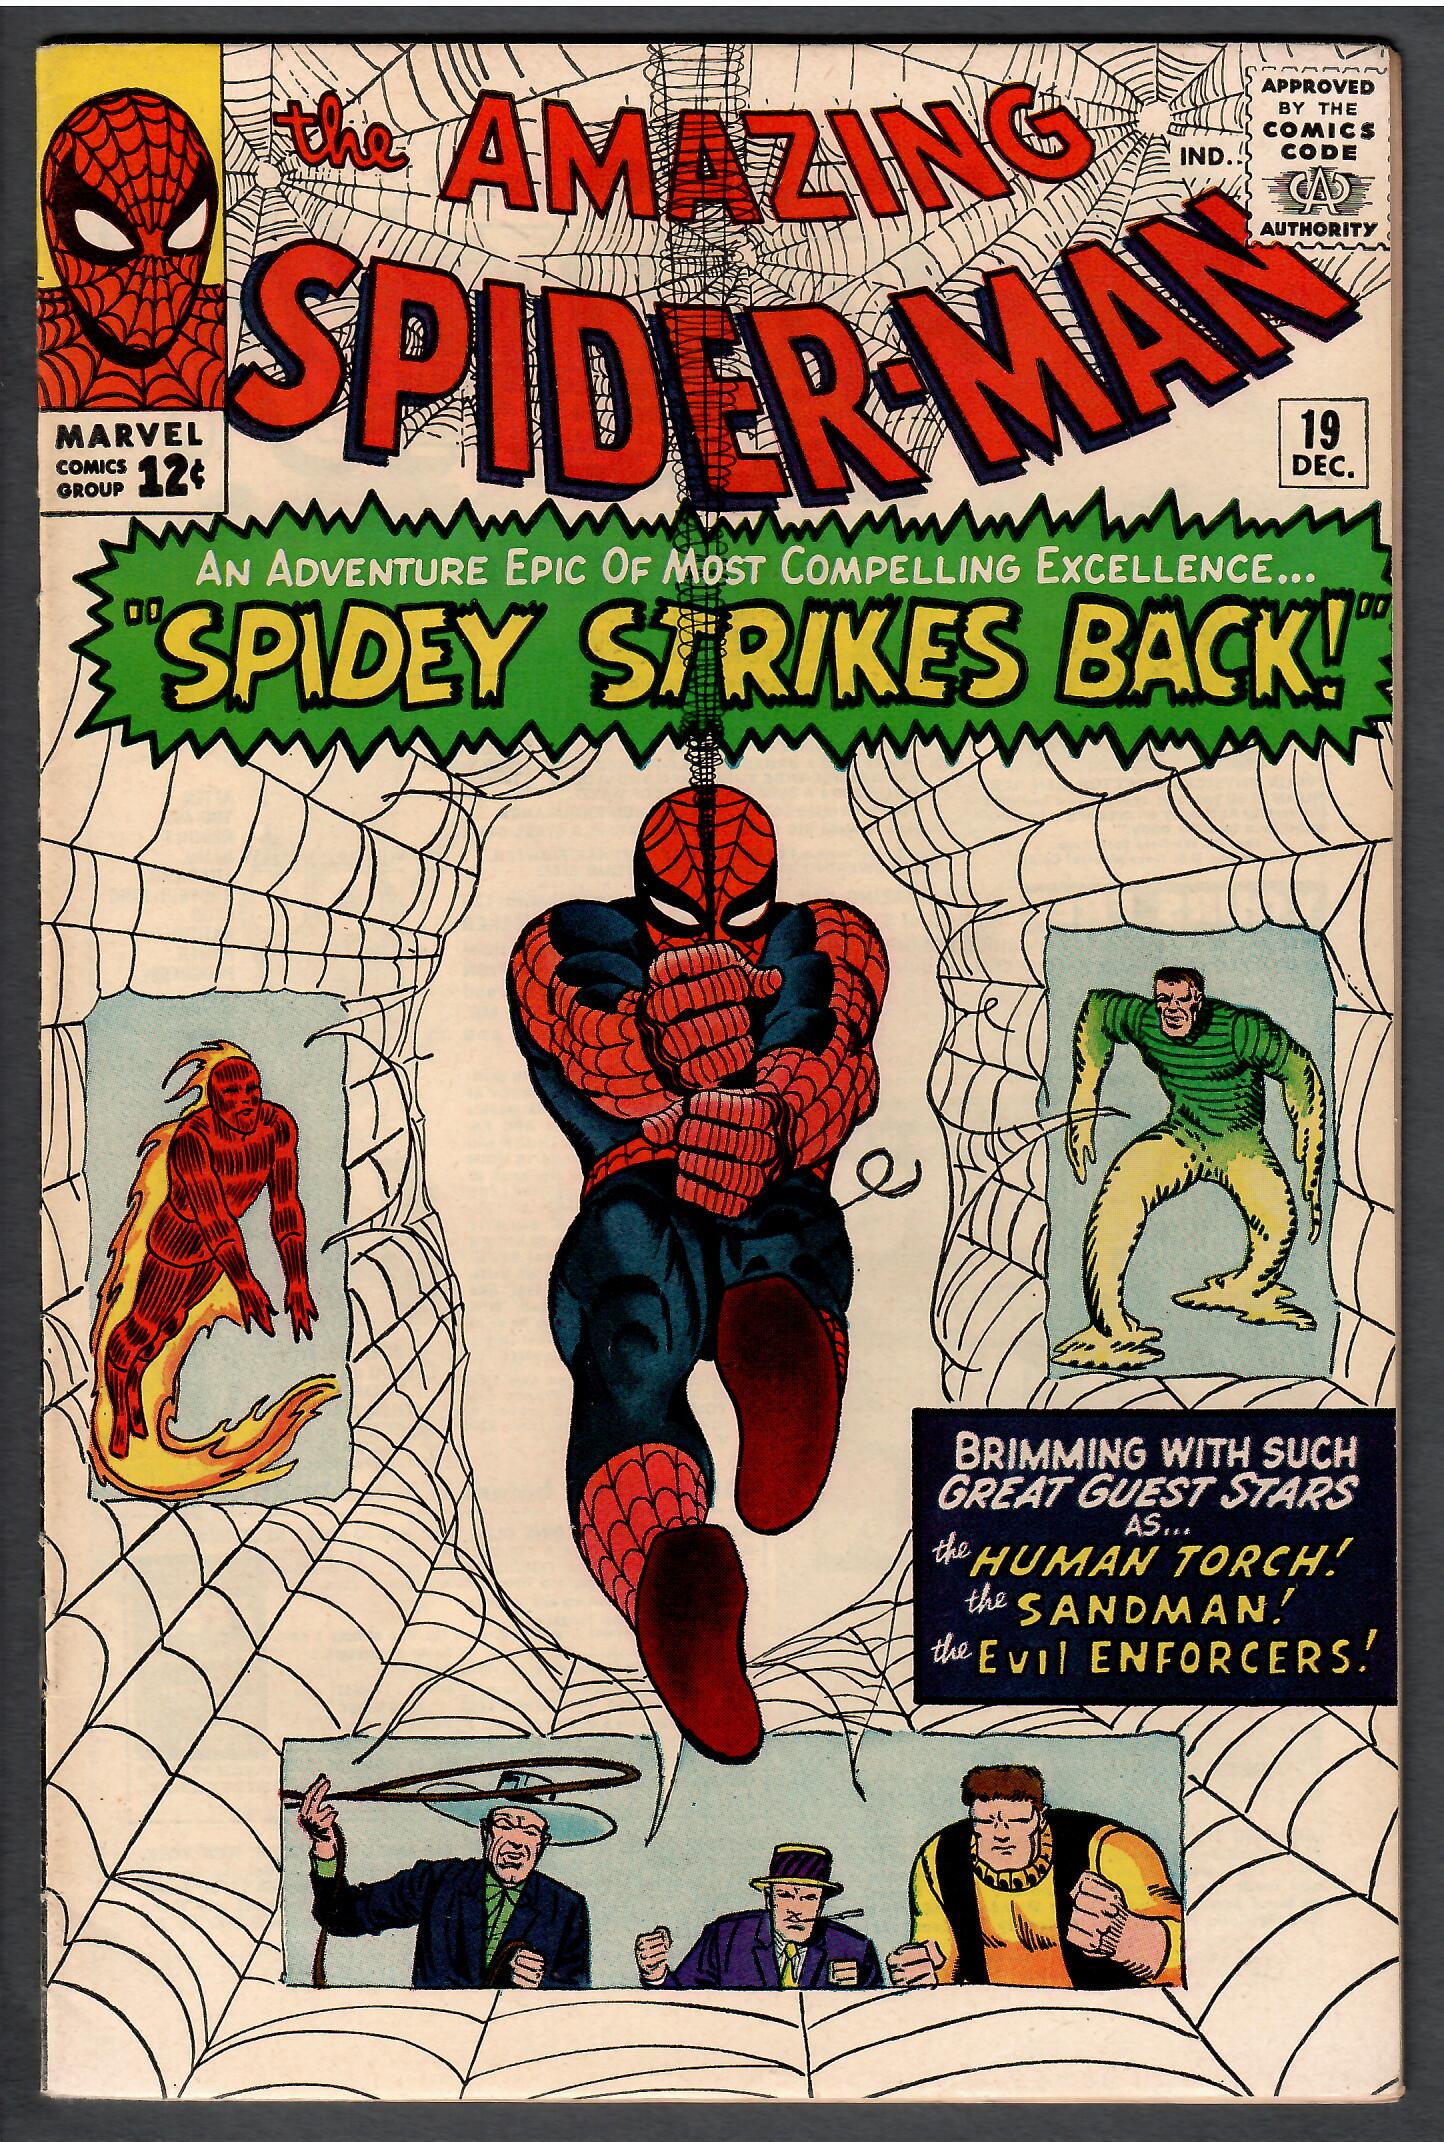 the AMAZING
SPIDER-MAN
IND.
APPROVED
BY THE
COMICS
CODE
CA
AUTHORITY
MARVEL
COMICS
GROUP 12¢
19
DEC.
AN ADVENTURE EPIC OF MOST COMPELLING EXCELLENCE...
"SPIDEY STRIKES BACK!"
BRIMMING WITH SUCH
GREAT GUEST STARS
AS...
the HUMAN TORCH!
the SANDMAN!
the Evil ENFORCERS!